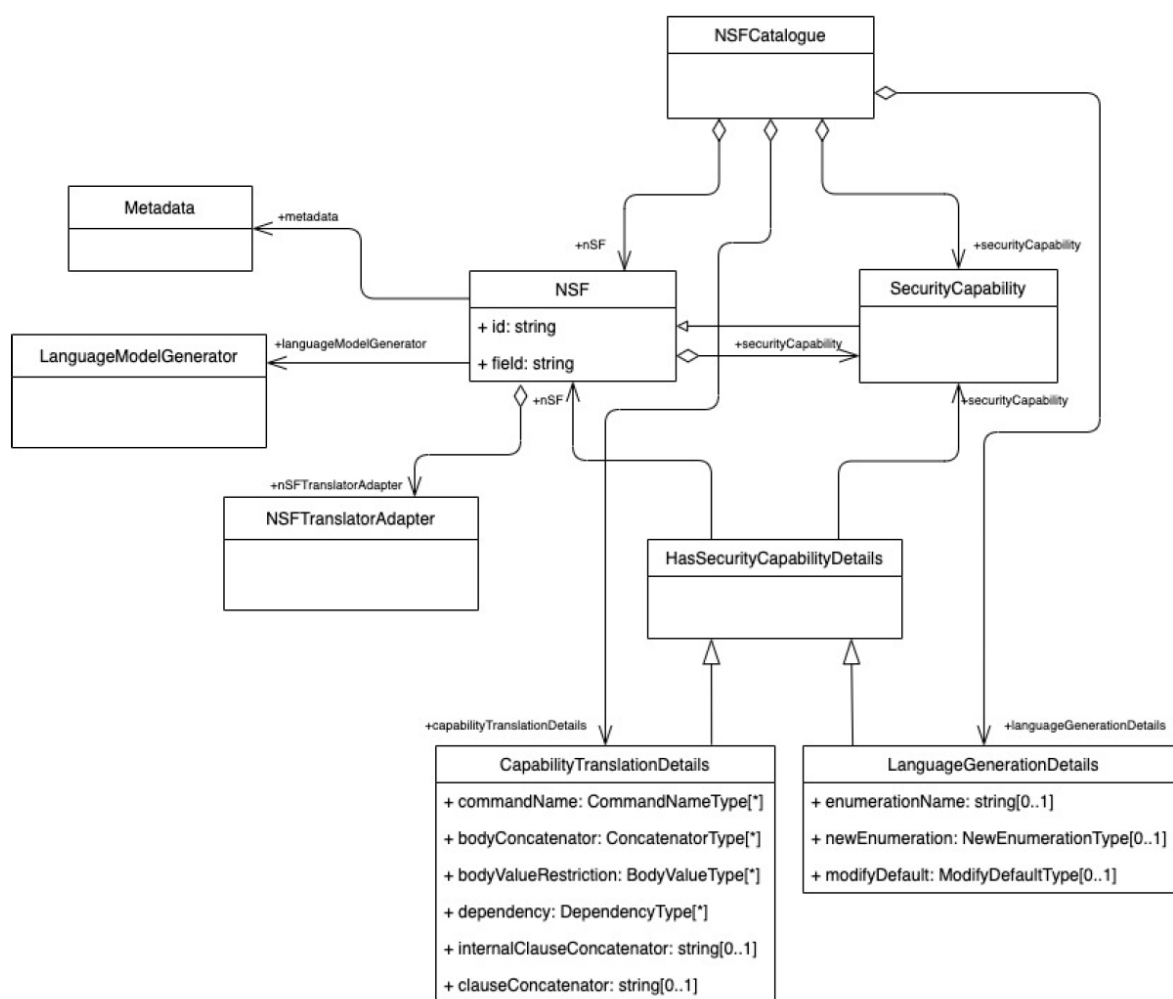 NSFCatalogue
Metadata
+metadata
+nSF
+securityCapability
NSF
+ id: string
+ field: string
SecurityCapability
LanguageModelGenerator
+languageModelGenerator
+securityCapability
+nSF
+securityCapability
+nSFTranslatorAdapter
NSFTranslatorAdapter
HasSecurityCapabilityDetails
+capabilityTranslationDetails
+languageGenerationDetails
CapabilityTranslationDetails
+ commandName: CommandNameType[*]
+ bodyConcatenator: ConcatenatorType[*]
+ bodyValueRestriction: BodyValueType[*]
+ dependency: DependencyType[*]
+ internalClauseConcatenator: string[0..1]
+ clauseConcatenator: string[0..1]
LanguageGenerationDetails
+ enumerationName: string[0..1]
+ newEnumeration: NewEnumerationType[0..1]
+ modifyDefault: ModifyDefaultType[0..1]